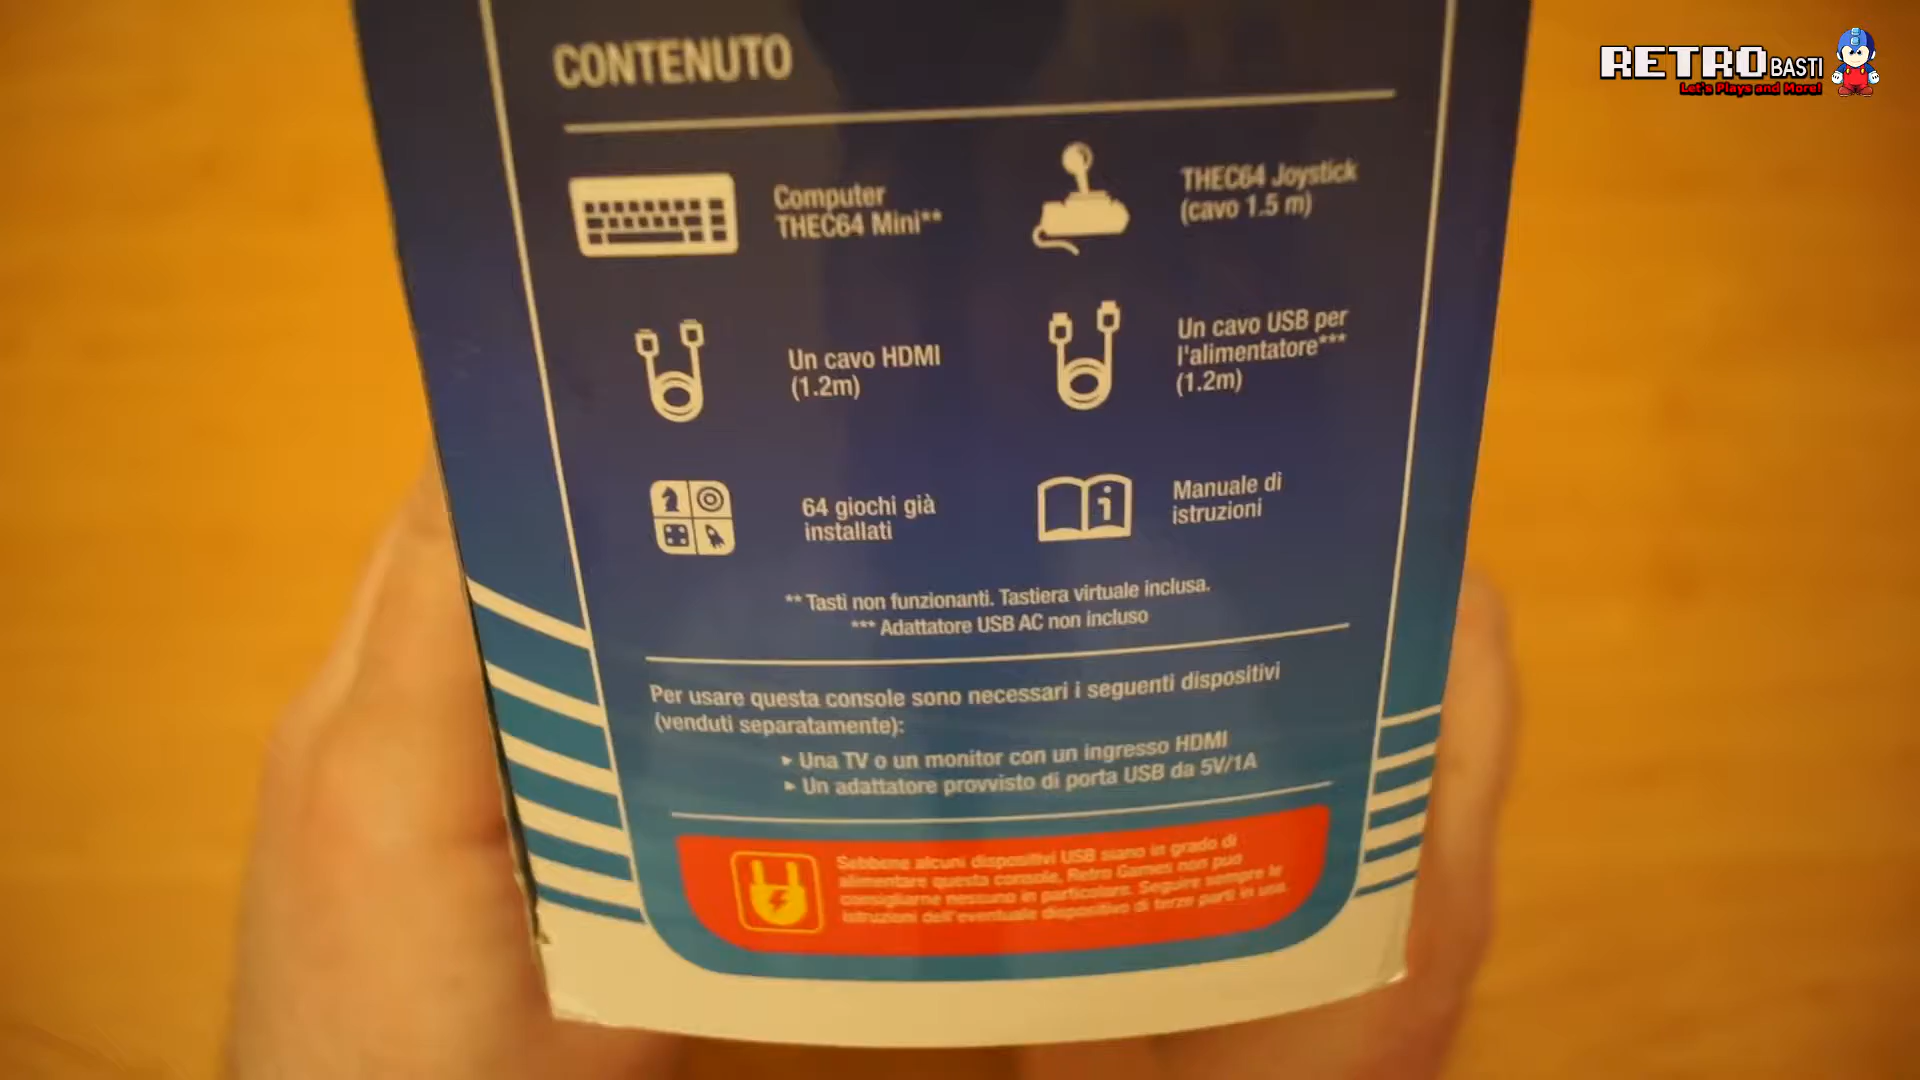 RETRO BASTI
Let's Plays and More!
CONTENUTO
Computer
THEC64 Mini**
THEC64 Joystick
(cavo 1.5 m)
Un cavo HDMI
(1.2m)
Un cavo USB per
l'alimentatore***
(1.2m)
64 giochi già
installati
Manuale di
istruzioni
** Tasti non funzionanti. Tastiera virtuale inclusa.
*** Adattatore USB AC non incluso
Per usare questa console sono necessari i seguenti dispositivi
(venduti separatamente):
▸ Una TV o un monitor con un ingresso HDMI
▸ Un adattatore provvisto di porta USB da 5V/1A
Sebbene alcuni dispositivi USB siano in grado di
alimentare questa console, Retro Games non può
consigliarne nessuno in particolare. Seguire sempre le
istruzioni dell'eventuale dispositivo di terze parti in uso.